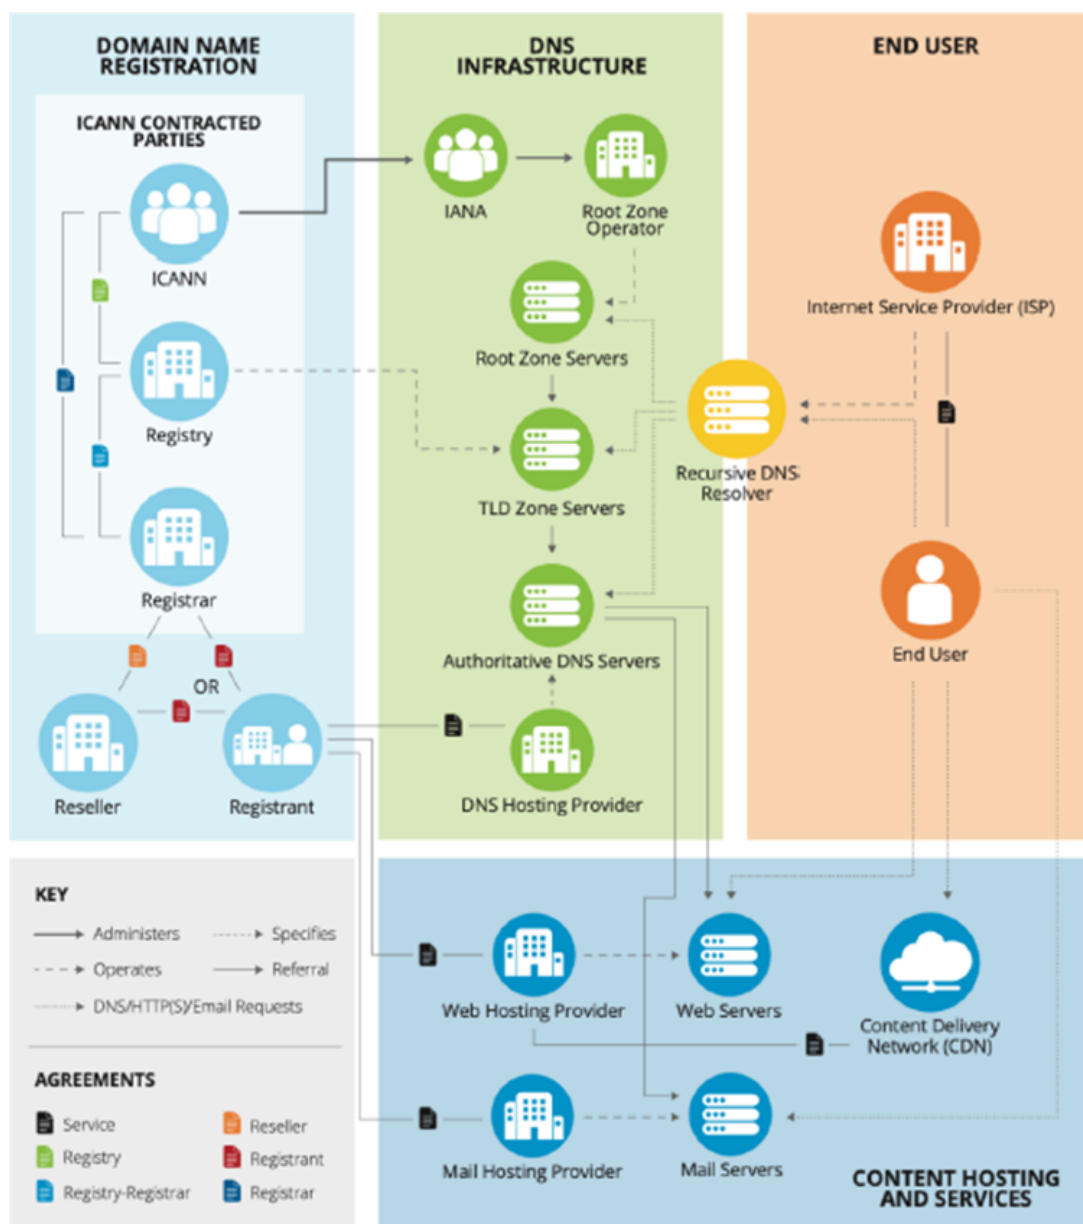 DOMAIN NAME
REGISTRATION
ICANN CONTRACTED
PARTIES
ICANN
Registry
Registrar
OR
Reseller
Registrant
DNS
INFRASTRUCTURE
IANA
Root Zone
Operator
Root Zone Servers
TLD Zone Servers
Authoritative DNS Servers
DNS Hosting Provider
Recursive DNS
Resolver
END USER
Internet Service Provider (ISP)
End User
KEY
Administers
Specifies
Operates
Referral
DNS/HTTP(S)/Email Requests
AGREEMENTS
Service
Reseller
Registry
Registrant
Registry-Registrar
Registrar
Web Hosting Provider
Web Servers
Content Delivery
Network (CDN)
Mail Hosting Provider
Mail Servers
CONTENT HOSTING
AND SERVICES